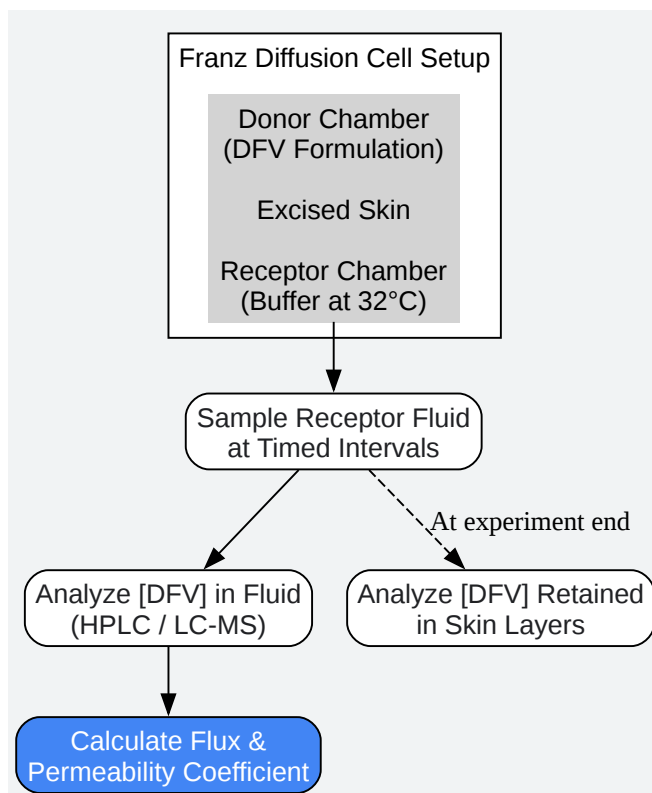 Franz Diffusion Cell Setup
Donor Chamber
(DFV Formulation)
Excised Skin
Receptor Chamber
(Buffer at 32°C)
Sample Receptor Fluid
at Timed Intervals
At experiment end
Analyze [DFV] in Fluid
(HPLC / LC-MS)
Analyze [DFV] Retained
in Skin Layers
Calculate Flux &
Permeability Coefficient